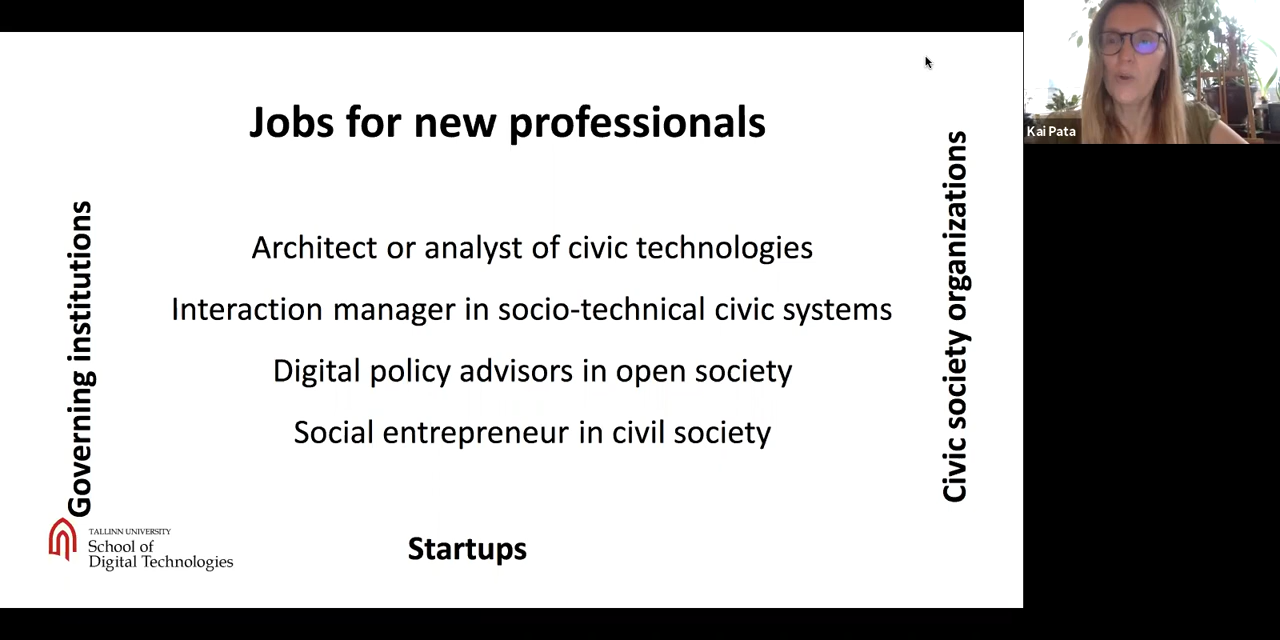 Jobs for new professionals
Governing institutions
Architect or analyst of civic technologies
Interaction manager in socio-technical civic systems
Digital policy advisors in open society
Social entrepreneur in civil society
Civic society organizations
Startups
TALLINN UNIVERSITY
School of
Digital Technologies
Kai Pata